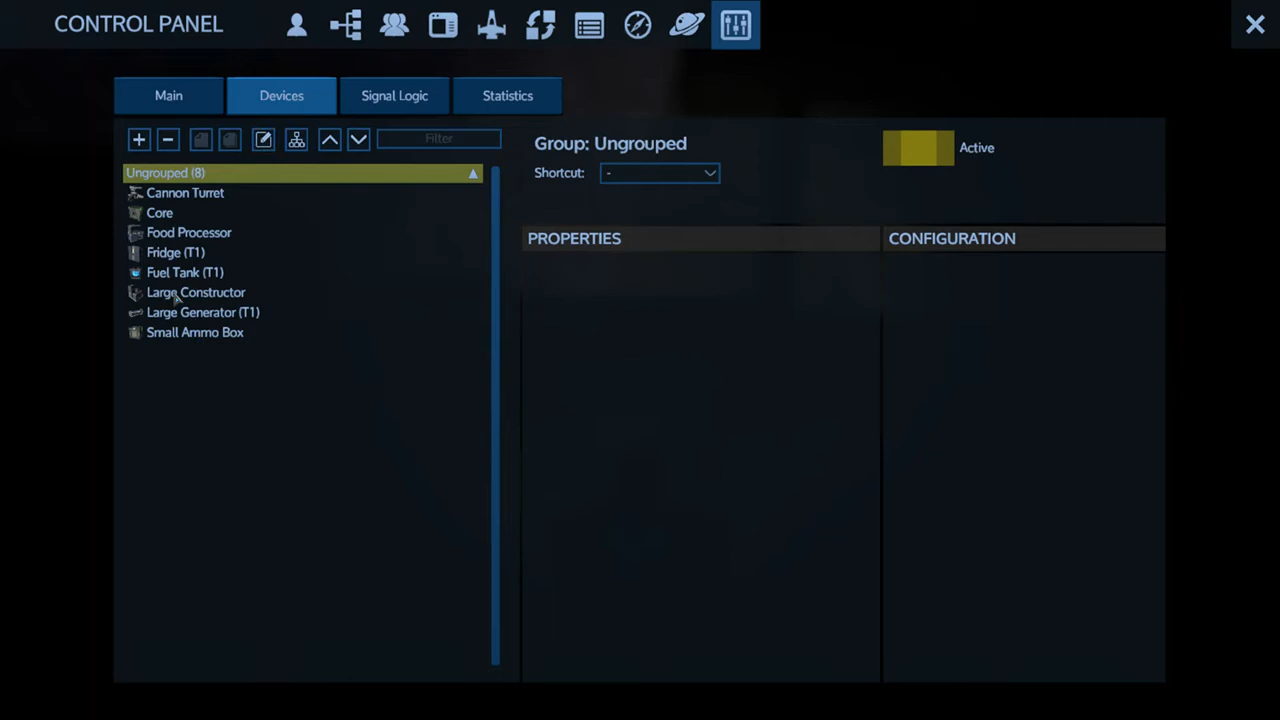 CONTROL PANEL
Main
Devices
Signal Logic
Statistics
Filter
Ungrouped (8)
Cannon Turret
Core
Food Processor
Fridge (T1)
Fuel Tank (T1)
Large Constructor
Large Generator (T1)
Small Ammo Box
Group: Ungrouped
Shortcut: -
Active
PROPERTIES
CONFIGURATION